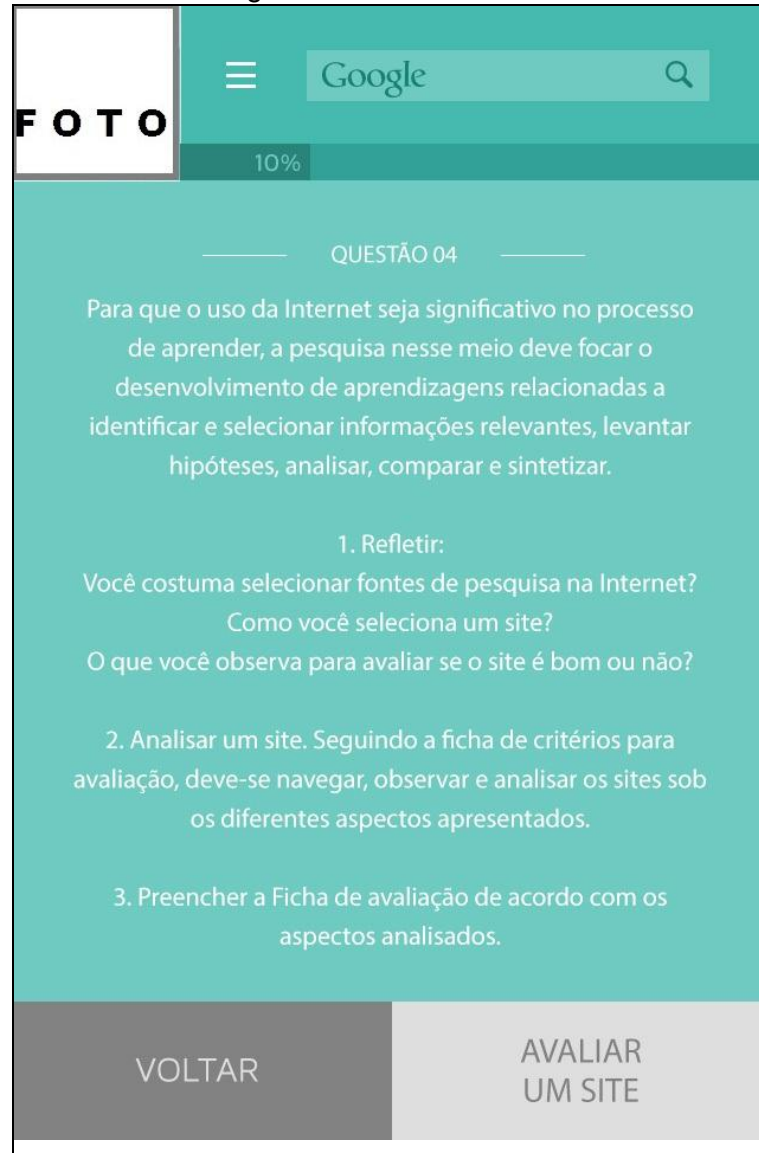 FOTO
Google
10%
QUESTÃO 04
Para que o uso da Internet seja significativo no processo
de aprender, a pesquisa nesse meio deve focar o
desenvolvimento de aprendizagens relacionadas a
identificar e selecionar informações relevantes, levantar
hipóteses, analisar, comparar e sintetizar.
1. Refletir:
Você costuma selecionar fontes de pesquisa na Internet?
Como você seleciona um site?
O que você observa para avaliar se o site é bom ou não?
2. Analisar um site. Seguindo a ficha de critérios para
avaliação, deve-se navegar, observar e analisar os sites sob
os diferentes aspectos apresentados.
3. Preencher a Ficha de avaliação de acordo com os
aspectos analisados.
VOLTAR
AVALIAR
UM SITE